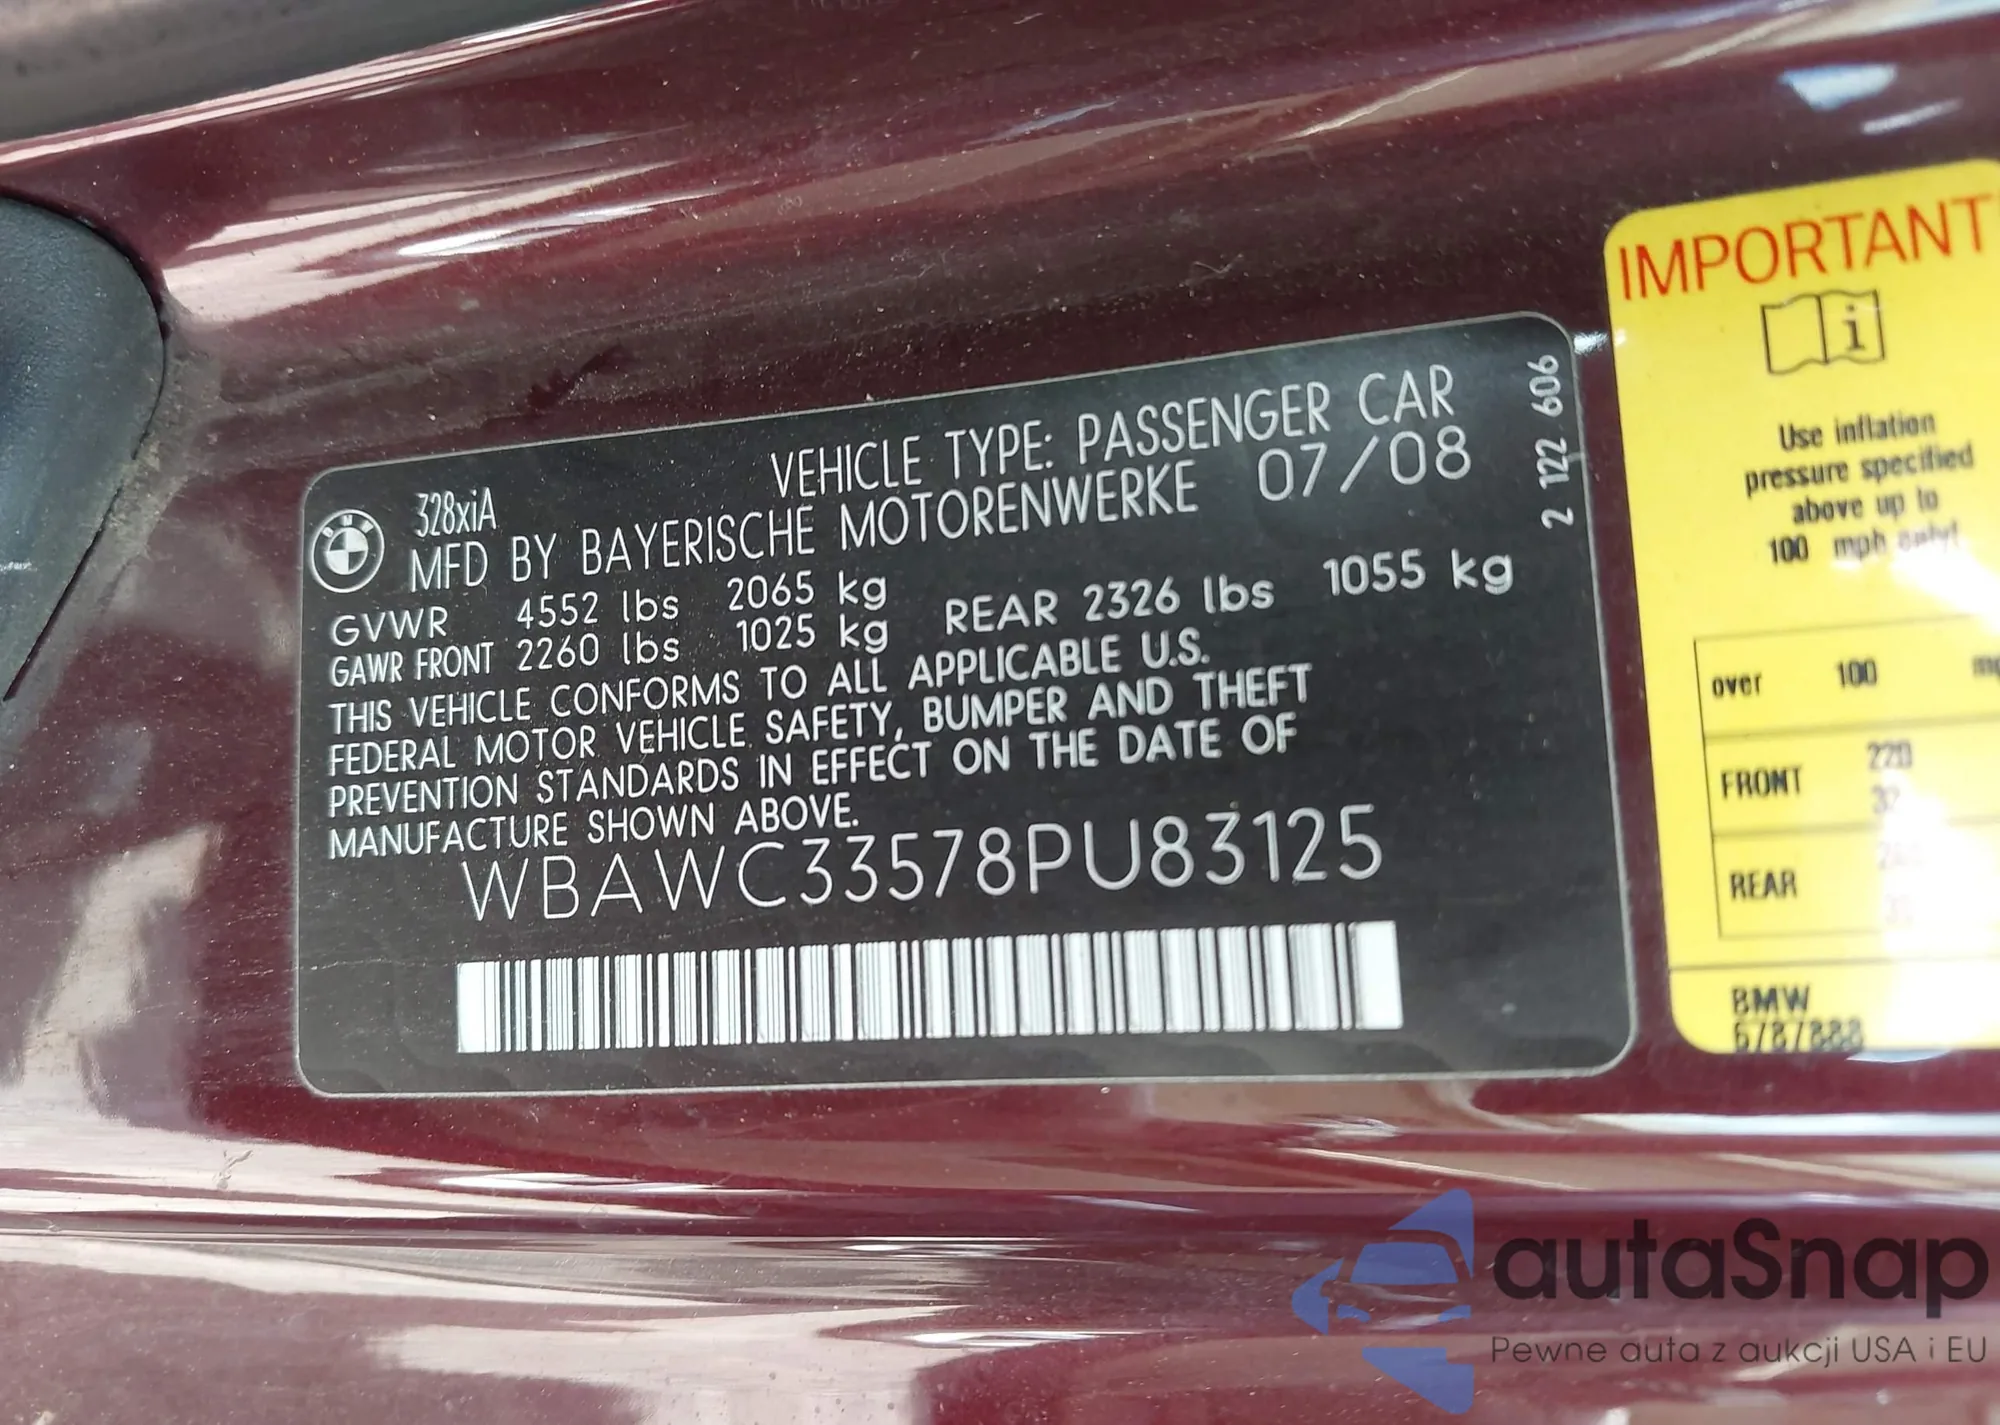 328xiA
VEHICLE TYPE: PASSENGER CAR
MFD BY BAYERISCHE MOTORENWERKE 07/08
GVWR 4552 lbs 2065 kg
GAWR FRONT 2260 lbs 1025 kg REAR 2326 lbs 1055 kg
THIS VEHICLE CONFORMS TO ALL APPLICABLE U.S.
FEDERAL MOTOR VEHICLE SAFETY, BUMPER AND THEFT
PREVENTION STANDARDS IN EFFECT ON THE DATE OF
MANUFACTURE SHOWN ABOVE.
WBAWC33578PU83125
2 122 606
BMW
IMPORTANT!
i
Use inflation
pressure specified
above up to
100 mph only!
over 100
FRONT 220
32
REAR
BMW
6787888
autaSnap
Pewne auta z aukcji USA i EU